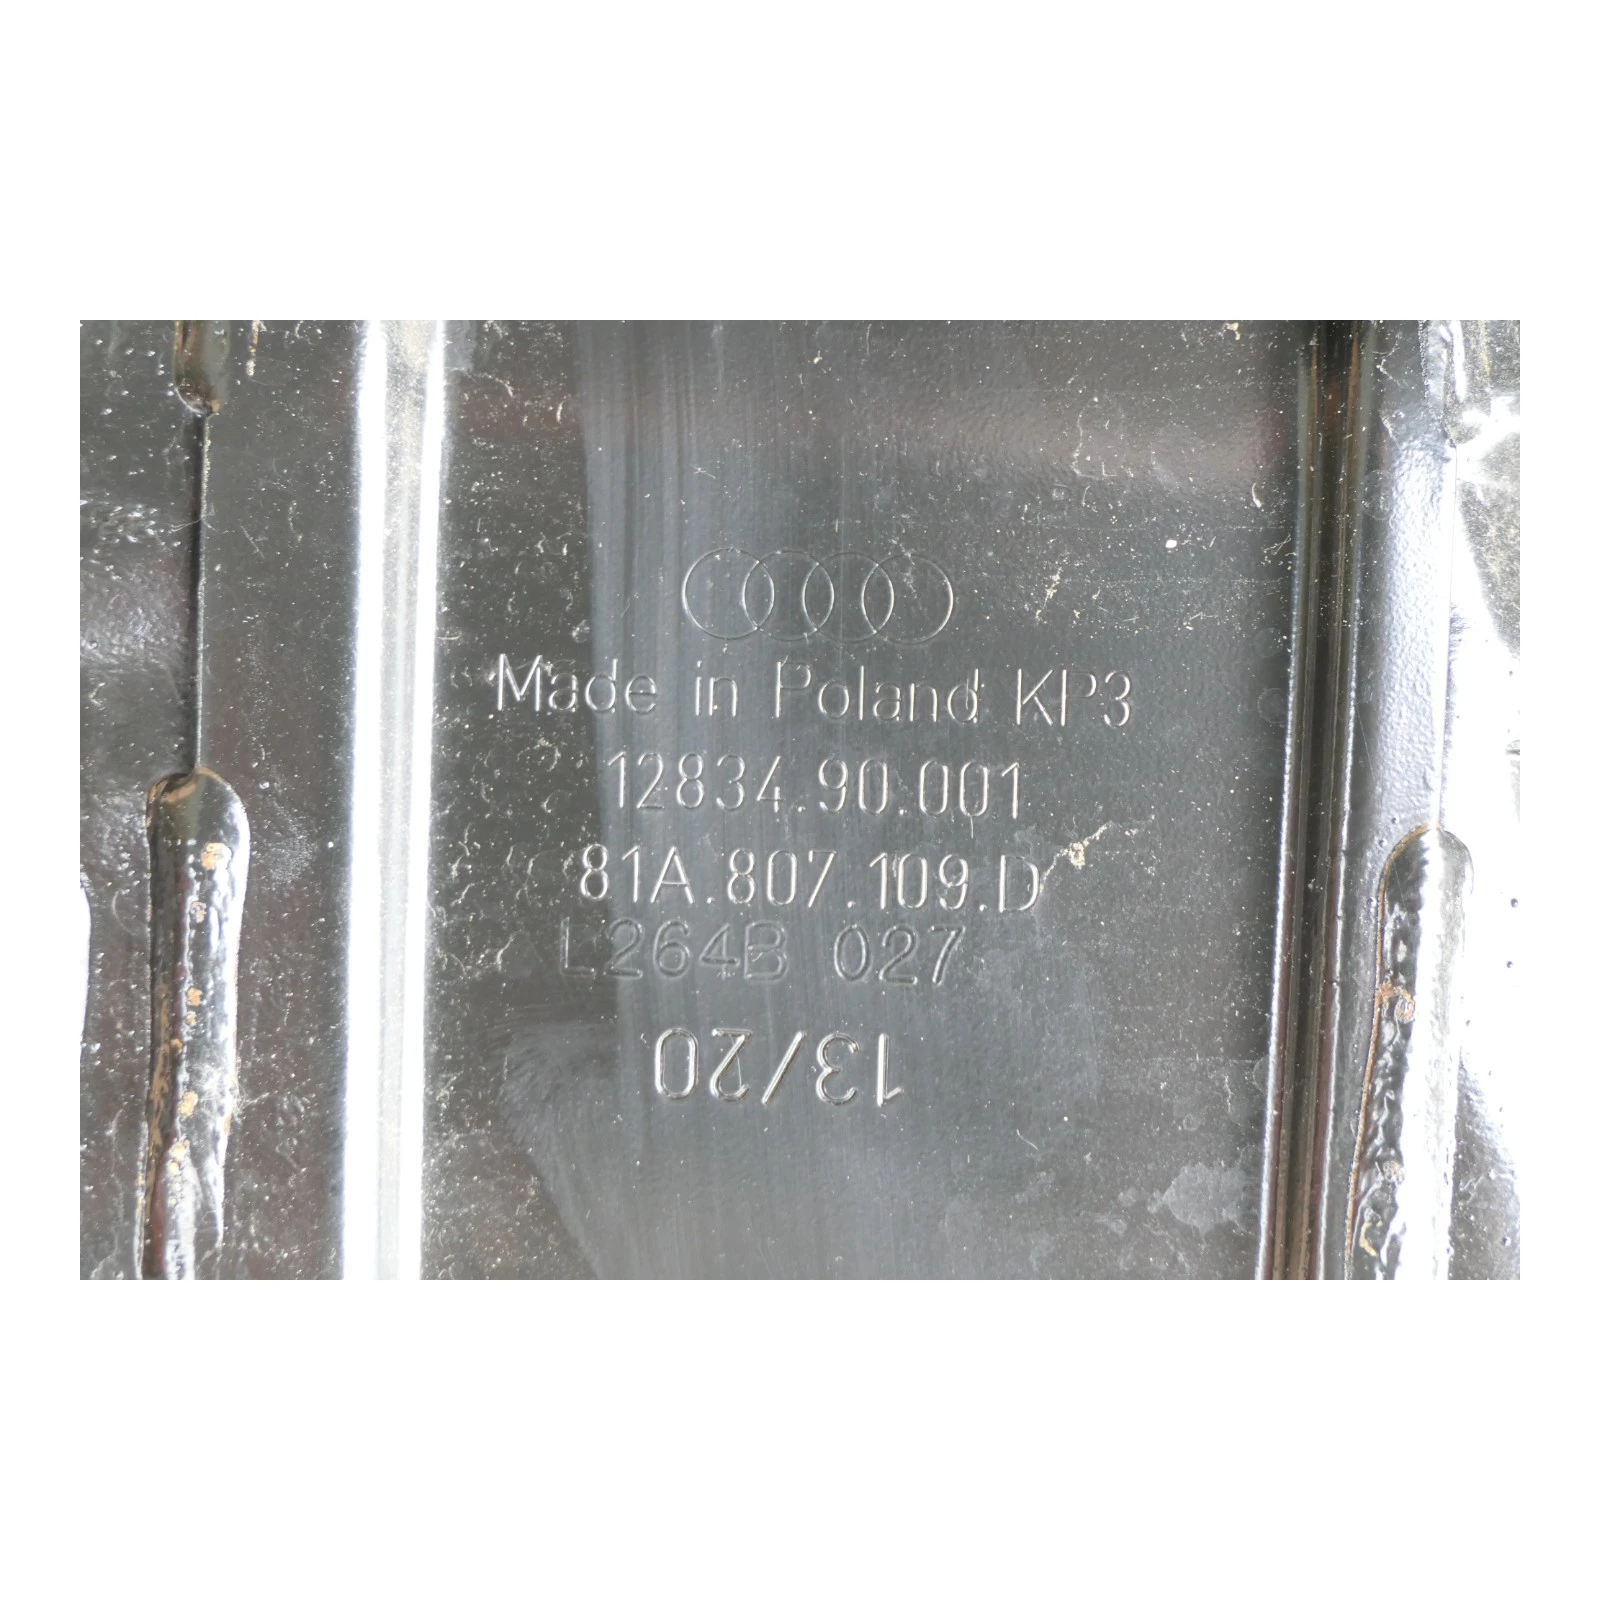 Made in Poland KP3
12834.90.001
81A.807.109.D
L264B 027
13/20